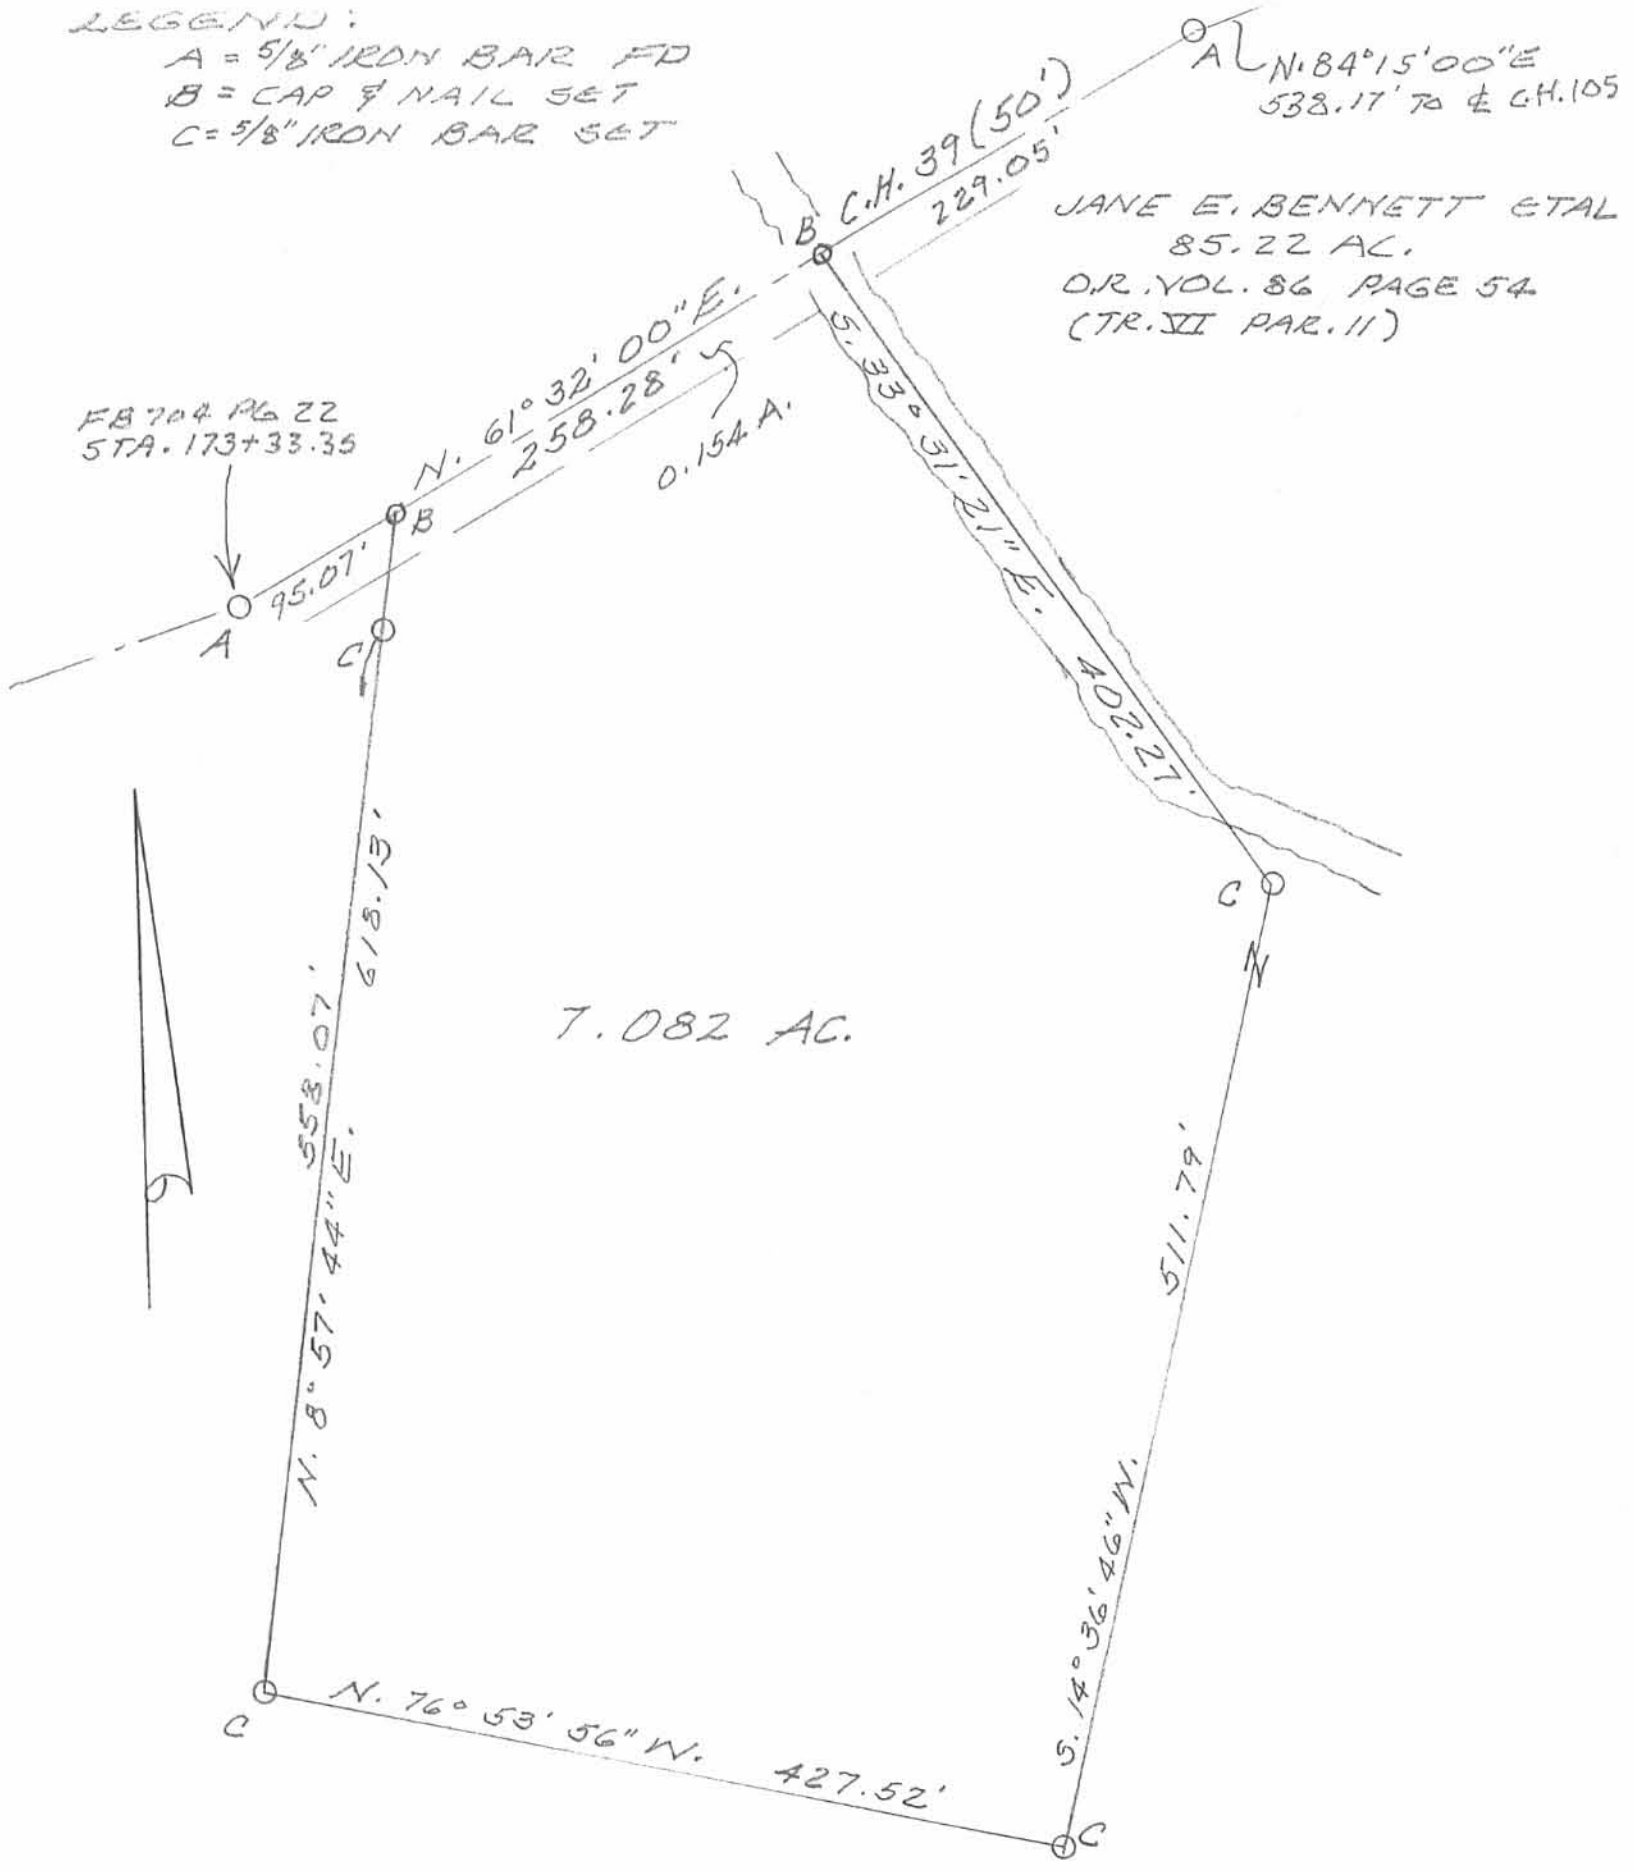 LEGEND:
A = 5/8" IRON BAR FD
B = CAP & NAIL SET
C = 5/8" IRON BAR SET
A
N. 84° 15' 00" E
538.17' TO ℄ C.H. 105
C.H. 39 (50')
229.05'
B
JANE E. BENNETT ETAL
85.22 AC.
O.R. VOL. 86 PAGE 54
(TR. VII PAR. 11)
N. 61° 32' 00" E.
258.28'
0.154 A.
S. 33° 31' 21" E. 402.27'
FB 704 PG 22
STA. 173+33.35
B
95.07'
A
C
C
N
618.13'
558.07'
N. 8° 57' 44" E.
7.082 AC.
511.79'
S. 14° 36' 46" W.
C
N. 76° 53' 56" W. 427.52'
C